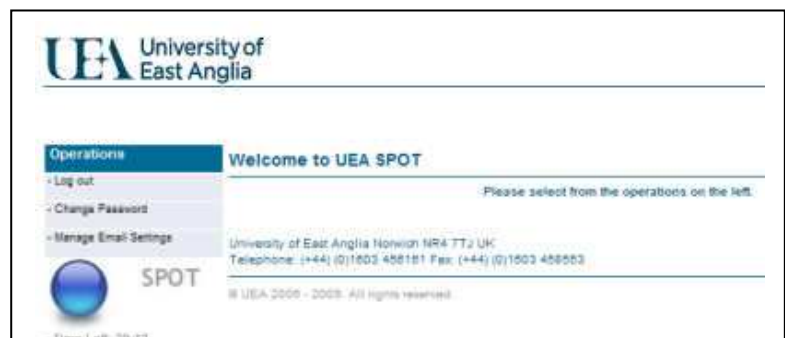 UEA University of
East Anglia
Operations
- Log out
- Change Password
- Manage Email Settings
SPOT
Welcome to UEA SPOT
Please select from the operations on the left.
University of East Anglia Norwich NR4 7TJ UK
Telephone: (+44) (0)1603 456161 Fax: (+44) (0)1603 458553
© UEA 2006 - 2009. All rights reserved.